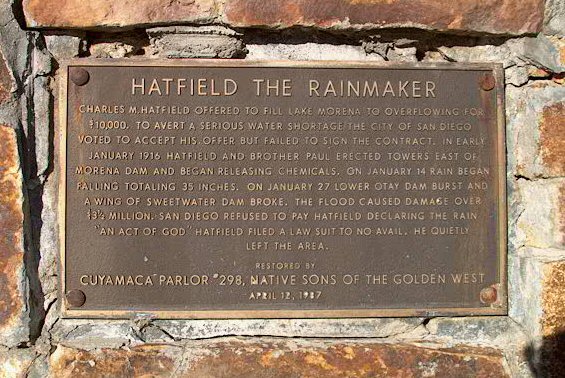 HATFIELD THE RAINMAKER
CHARLES M. HATFIELD OFFERED TO FILL LAKE MORENA TO OVERFLOWING FOR
$10,000. TO AVERT A SERIOUS WATER SHORTAGE THE CITY OF SAN DIEGO
VOTED TO ACCEPT HIS OFFER BUT FAILED TO SIGN THE CONTRACT. IN EARLY
JANUARY 1916 HATFIELD AND BROTHER PAUL ERECTED TOWERS EAST OF
MORENA DAM AND BEGAN RELEASING CHEMICALS. ON JANUARY 14 RAIN BEGAN
FALLING TOTALING 35 INCHES. ON JANUARY 27 LOWER OTAY DAM BURST AND
A WING OF SWEETWATER DAM BROKE. THE FLOOD CAUSED DAMAGE OVER
$3½ MILLION. SAN DIEGO REFUSED TO PAY HATFIELD DECLARING THE RAIN
"AN ACT OF GOD" HATFIELD FILED A LAW SUIT TO NO AVAIL. HE QUIETLY
LEFT THE AREA.
RESTORED BY
CUYAMACA PARLOR #298, NATIVE SONS OF THE GOLDEN WEST
APRIL 12, 1987